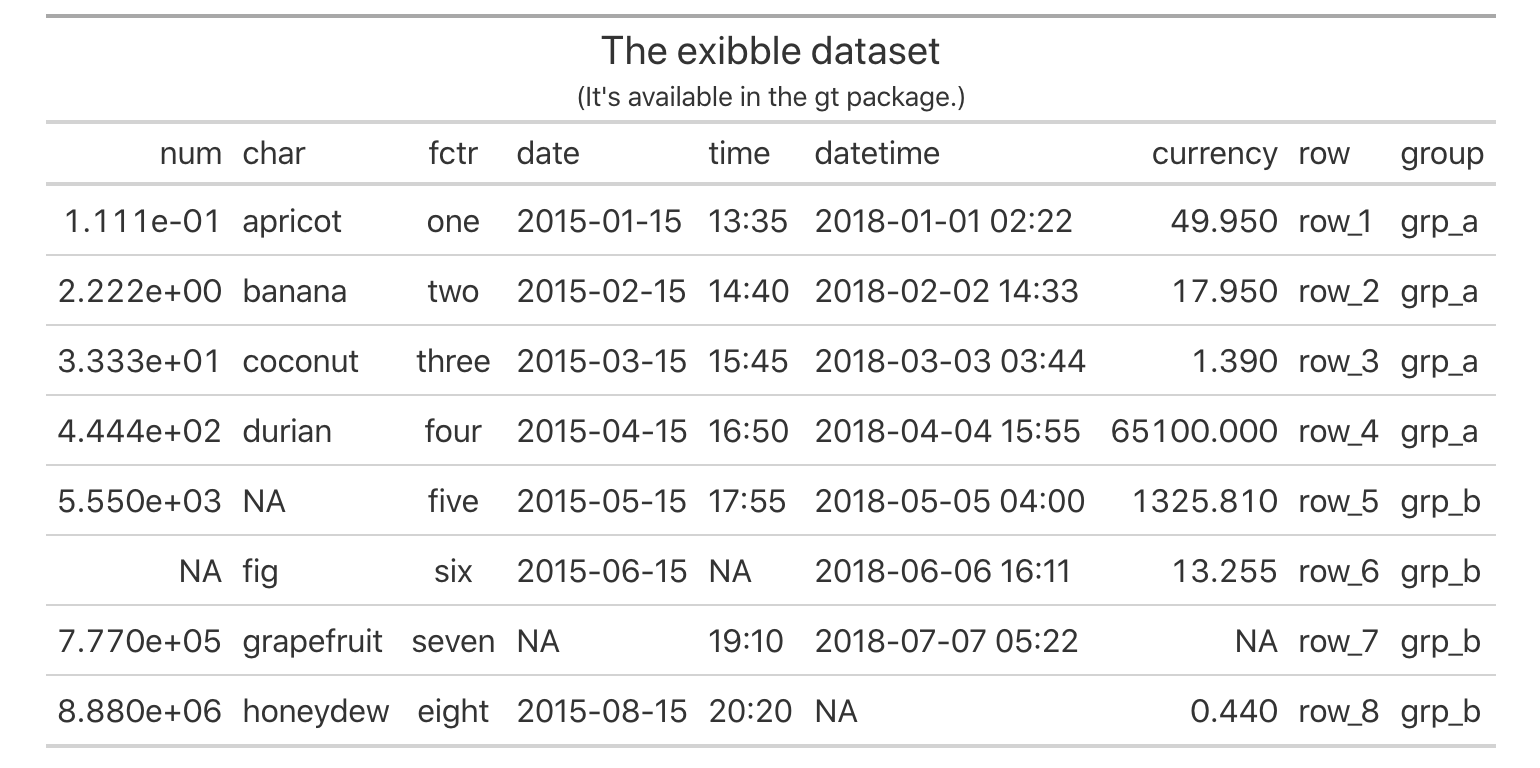 The exibble dataset
(It's available in the gt package.)
num char fctr date time datetime currency row group
1.111e-01 apricot one 2015-01-15 13:35 2018-01-01 02:22 49.950 row_1 grp_a
2.222e+00 banana two 2015-02-15 14:40 2018-02-02 14:33 17.950 row_2 grp_a
3.333e+01 coconut three 2015-03-15 15:45 2018-03-03 03:44 1.390 row_3 grp_a
4.444e+02 durian four 2015-04-15 16:50 2018-04-04 15:55 65100.000 row_4 grp_a
5.550e+03 NA five 2015-05-15 17:55 2018-05-05 04:00 1325.810 row_5 grp_b
NA fig six 2015-06-15 NA 2018-06-06 16:11 13.255 row_6 grp_b
7.770e+05 grapefruit seven NA 19:10 2018-07-07 05:22 NA row_7 grp_b
8.880e+06 honeydew eight 2015-08-15 20:20 NA 0.440 row_8 grp_b